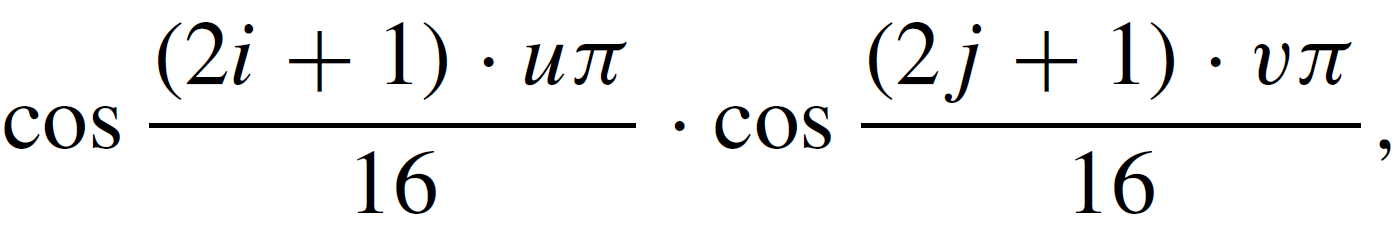 cos (2i + 1) · uπ / 16 · cos (2j + 1) · vπ / 16,